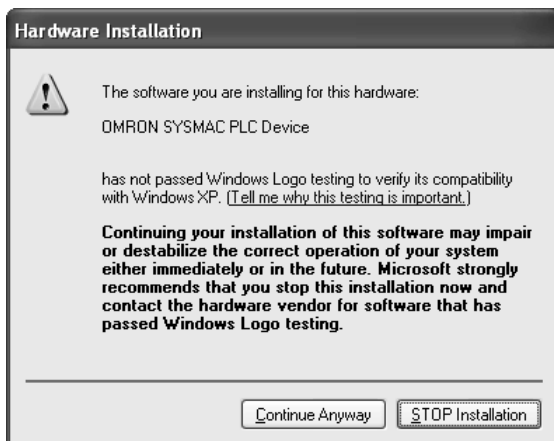 Hardware Installation
The software you are installing for this hardware:
OMRON SYSMAC PLC Device
has not passed Windows Logo testing to verify its compatibility
with Windows XP. (Tell me why this testing is important.)
Continuing your installation of this software may impair
or destabilize the correct operation of your system
either immediately or in the future. Microsoft strongly
recommends that you stop this installation now and
contact the hardware vendor for software that has
passed Windows Logo testing.
Continue Anyway
STOP Installation